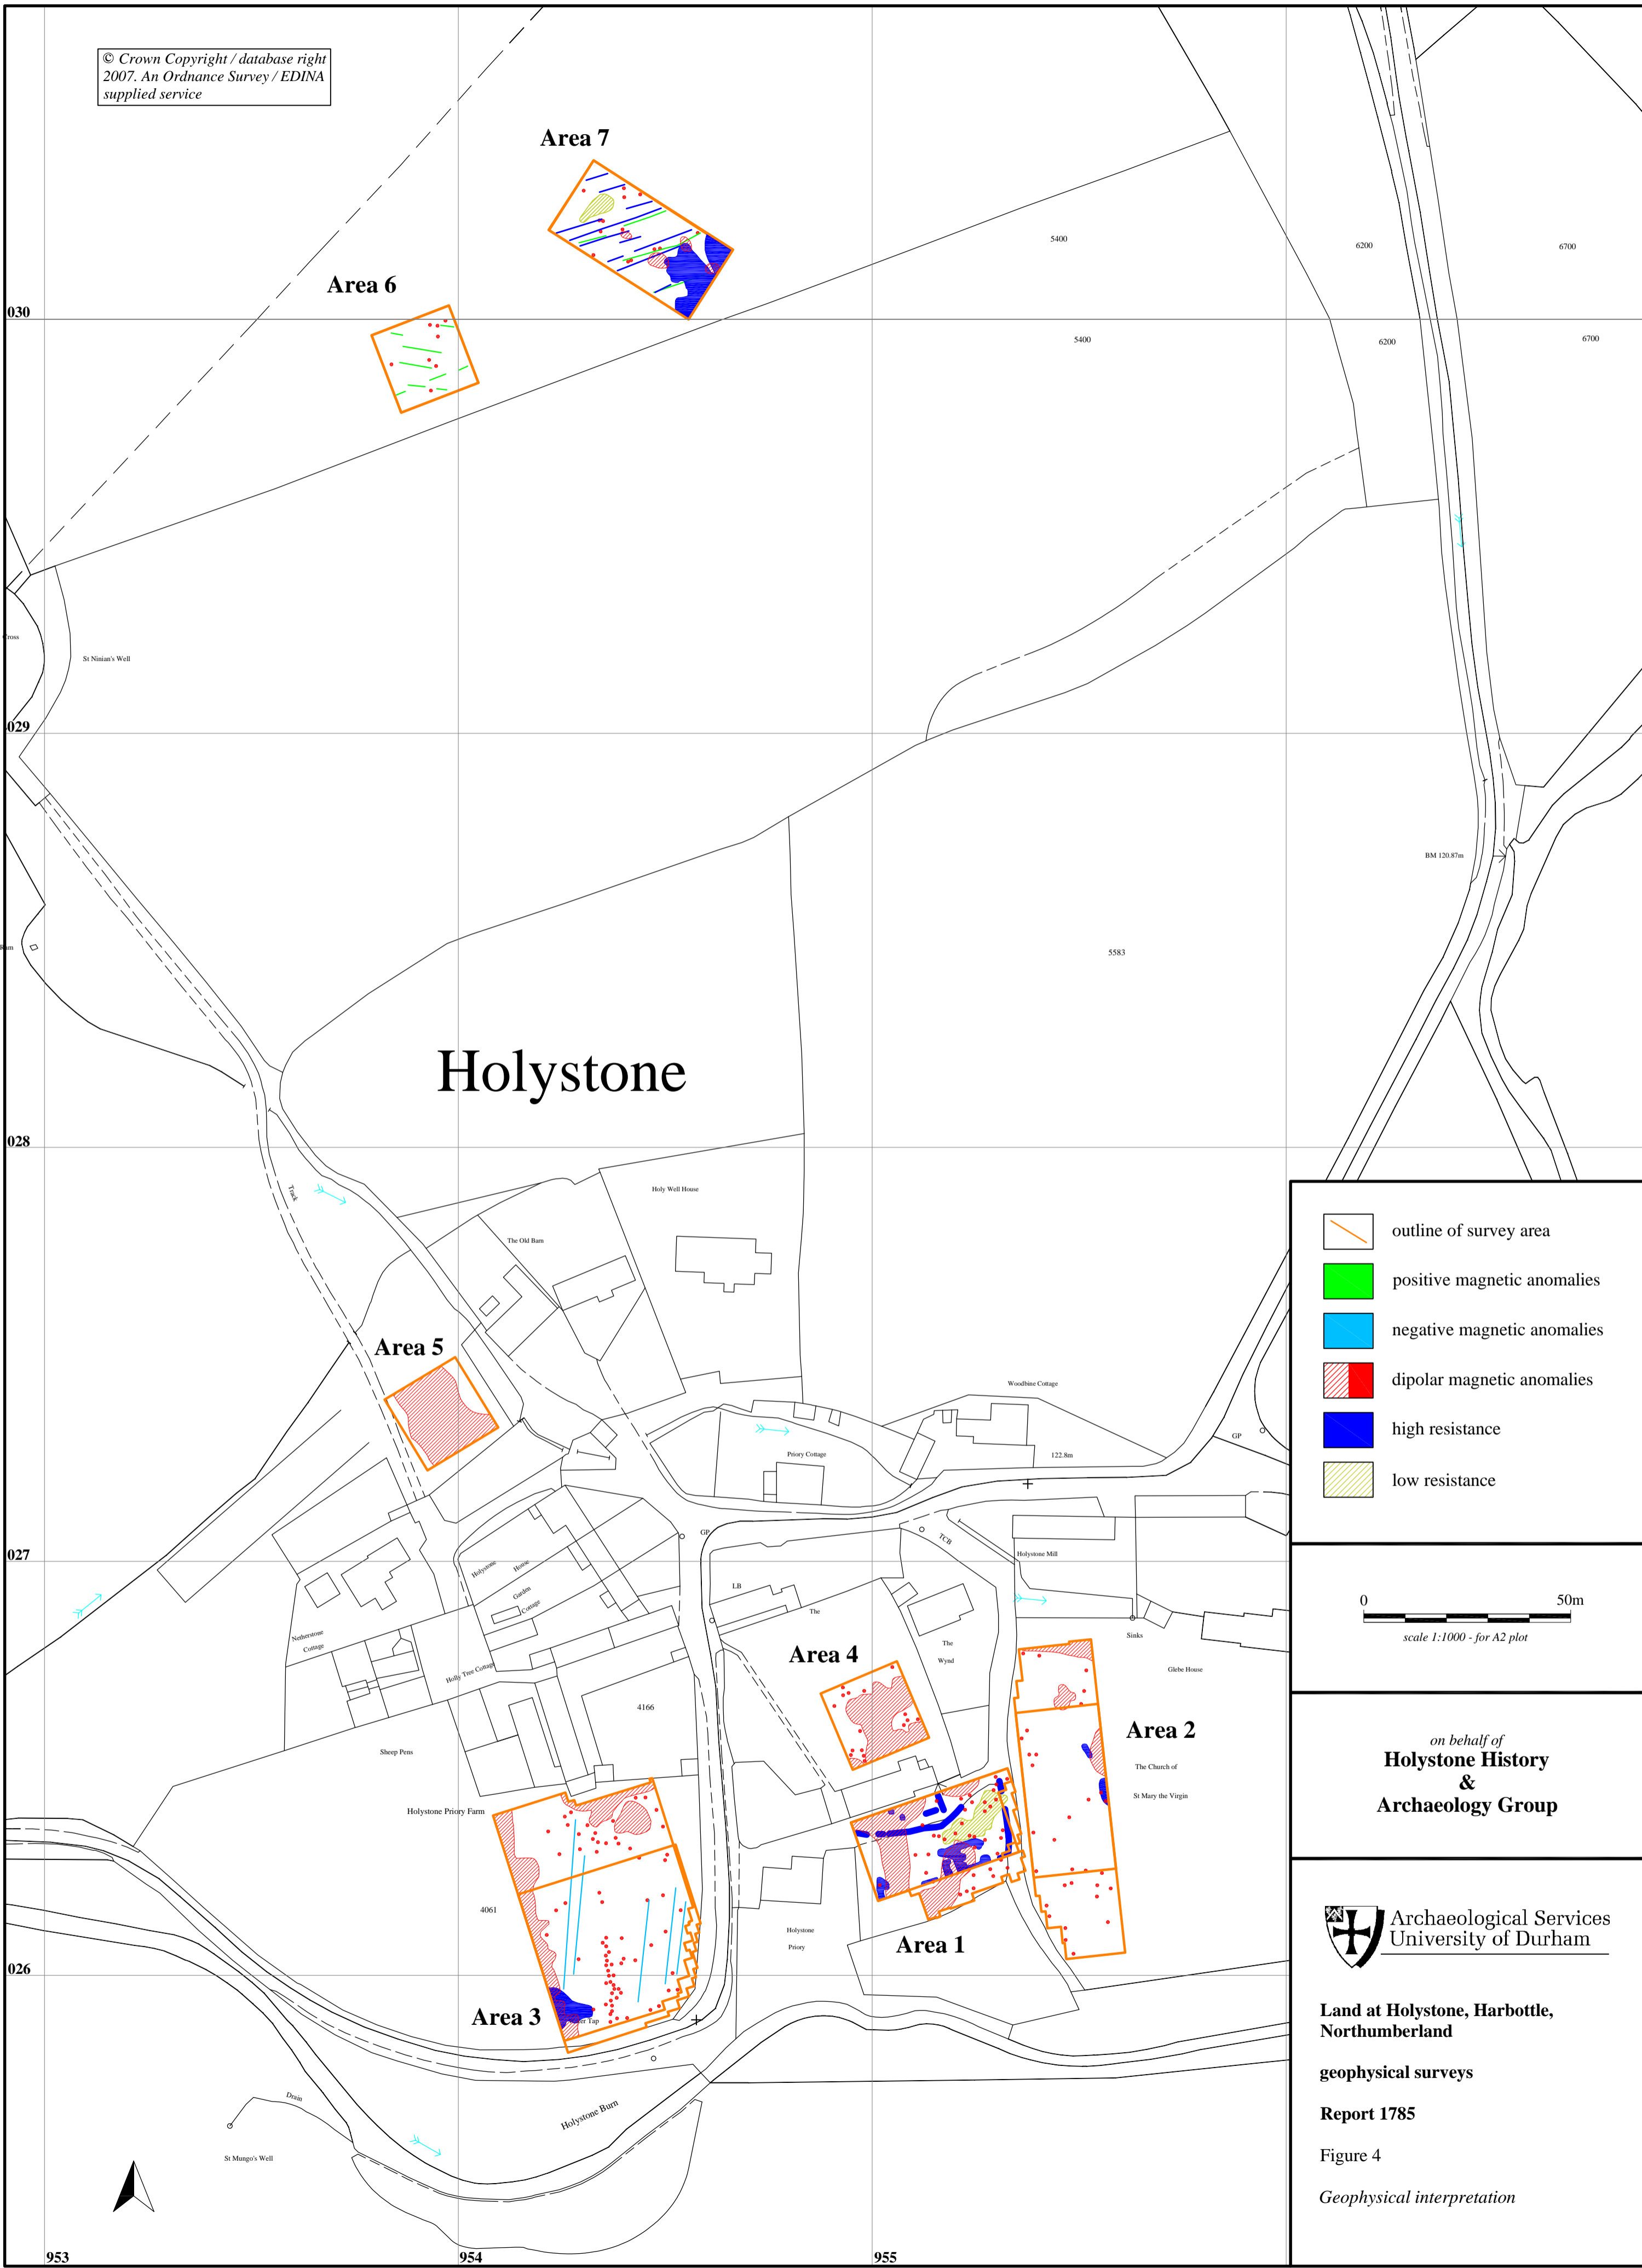 © Crown Copyright / database right
2007. An Ordnance Survey / EDINA
supplied service
Area 7
5400
6200
6700
Area 6
030
5400
6200
6700
Cross
St Ninian's Well
029
BM 120.87m
Ram
5583
Holystone
028
Track
Holy Well House
The Old Barn
Area 5
Woodbine Cottage
GP
Priory Cottage
122.8m
GP
TCB
027
Holystone
House
Holystone Mill
Garden
Cottage
LB
The
Netherstone
Cottage
Sinks
The
Wynd
Area 4
Holly Tree Cottage
Glebe House
4166
Area 2
Sheep Pens
The Church of
St Mary the Virgin
Holystone Priory Farm
4061
Holystone
Priory
Area 1
026
Area 3
er Tap
Drain
Holystone Burn
St Mungo's Well
953
954
955
outline of survey area
positive magnetic anomalies
negative magnetic anomalies
dipolar magnetic anomalies
high resistance
low resistance
0
50m
scale 1:1000 - for A2 plot
on behalf of
Holystone History
&
Archaeology Group
Archaeological Services
University of Durham
Land at Holystone, Harbottle,
Northumberland
geophysical surveys
Report 1785
Figure 4
Geophysical interpretation